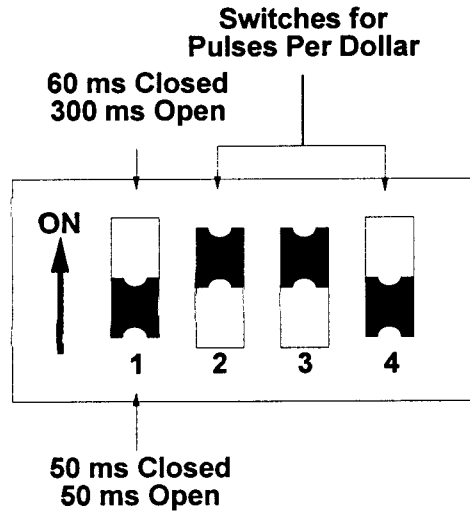 Switches for
Pulses Per Dollar
60 ms Closed
300 ms Open
ON
1 2 3 4
50 ms Closed
50 ms Open